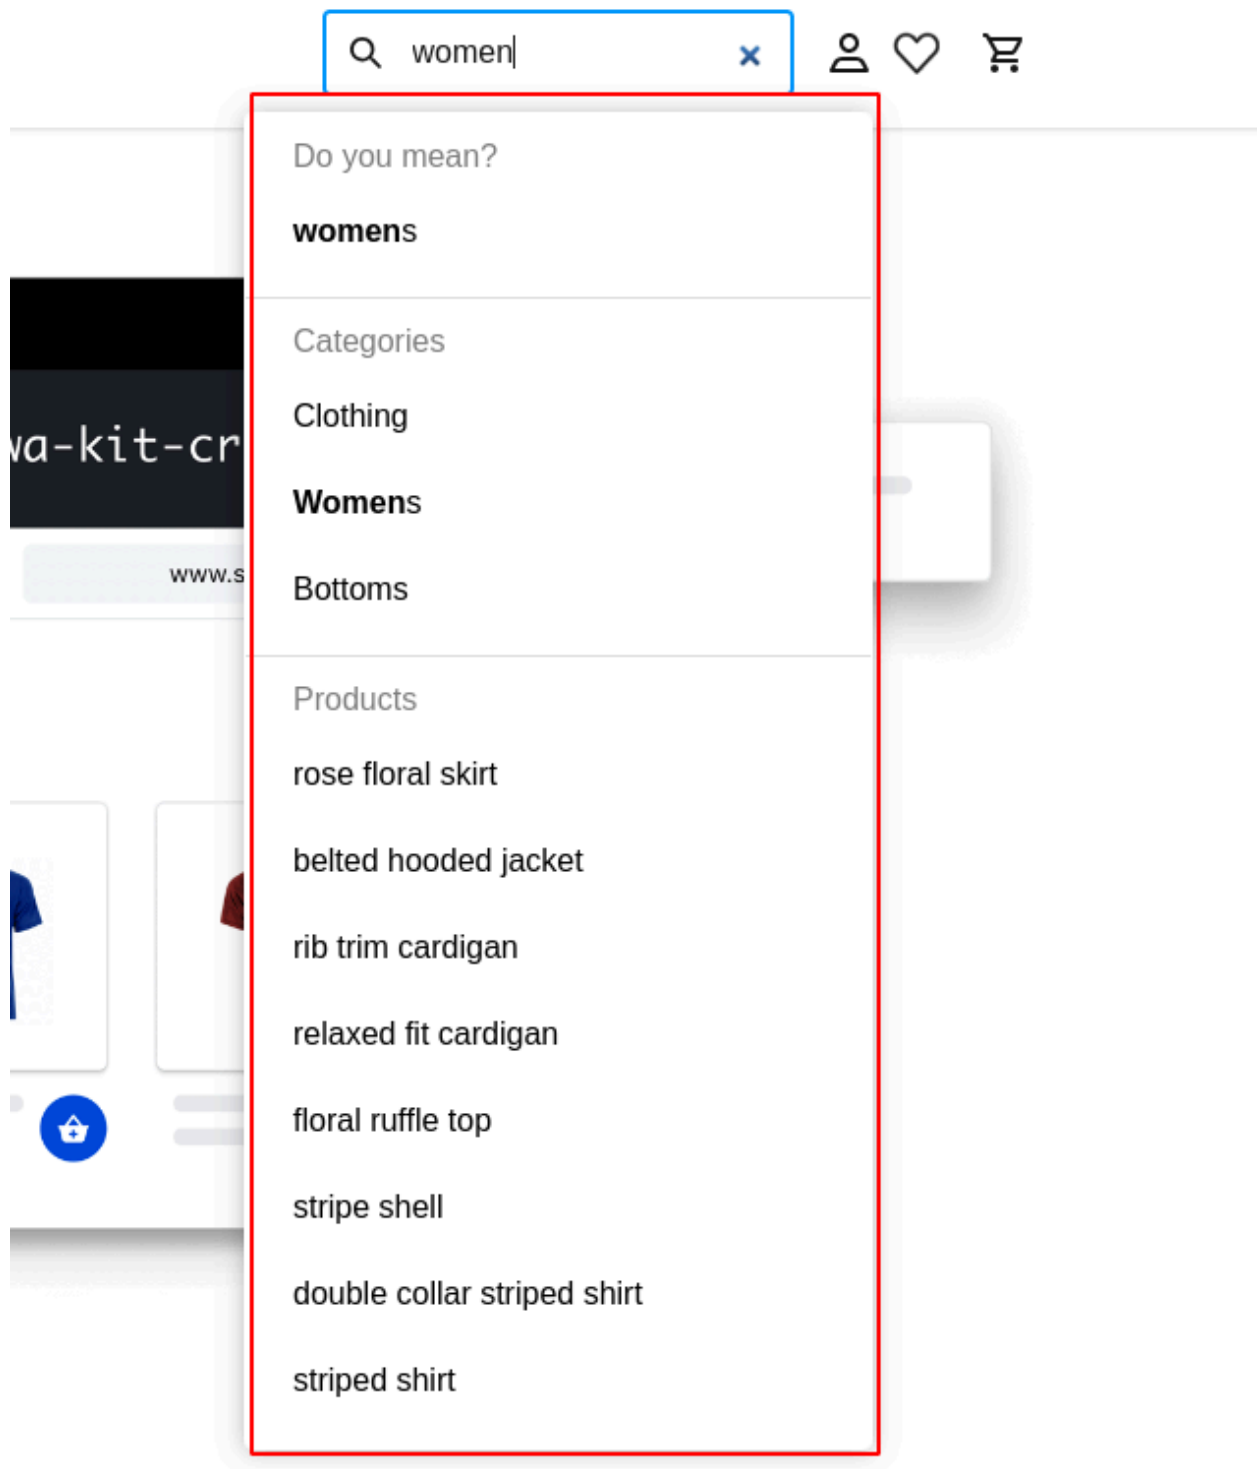 women
Do you mean?
womens
Categories
Clothing
Womens
Bottoms
Products
rose floral skirt
belted hooded jacket
rib trim cardigan
relaxed fit cardigan
floral ruffle top
stripe shell
double collar striped shirt
striped shirt
wa-kit-cr
www.s